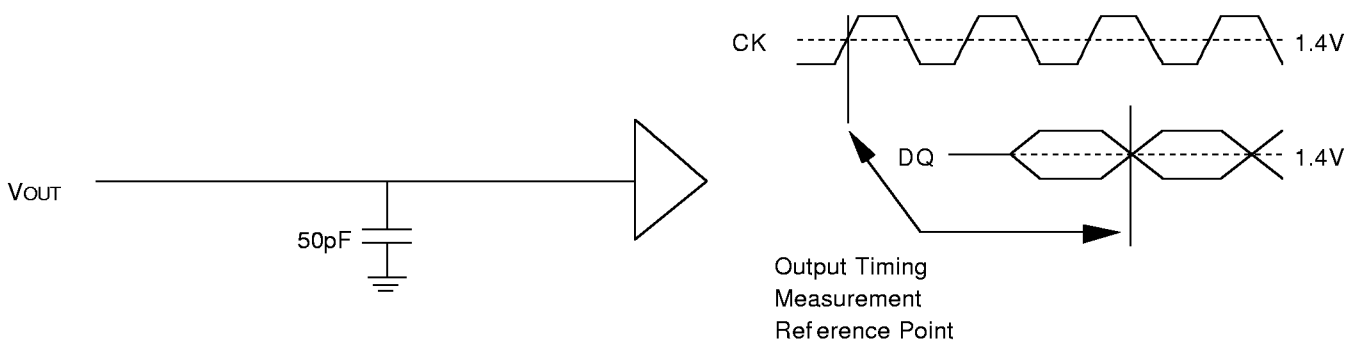 CK
1.4V
DQ
1.4V
VOUT
50pF
Output Timing
Measurement
Reference Point